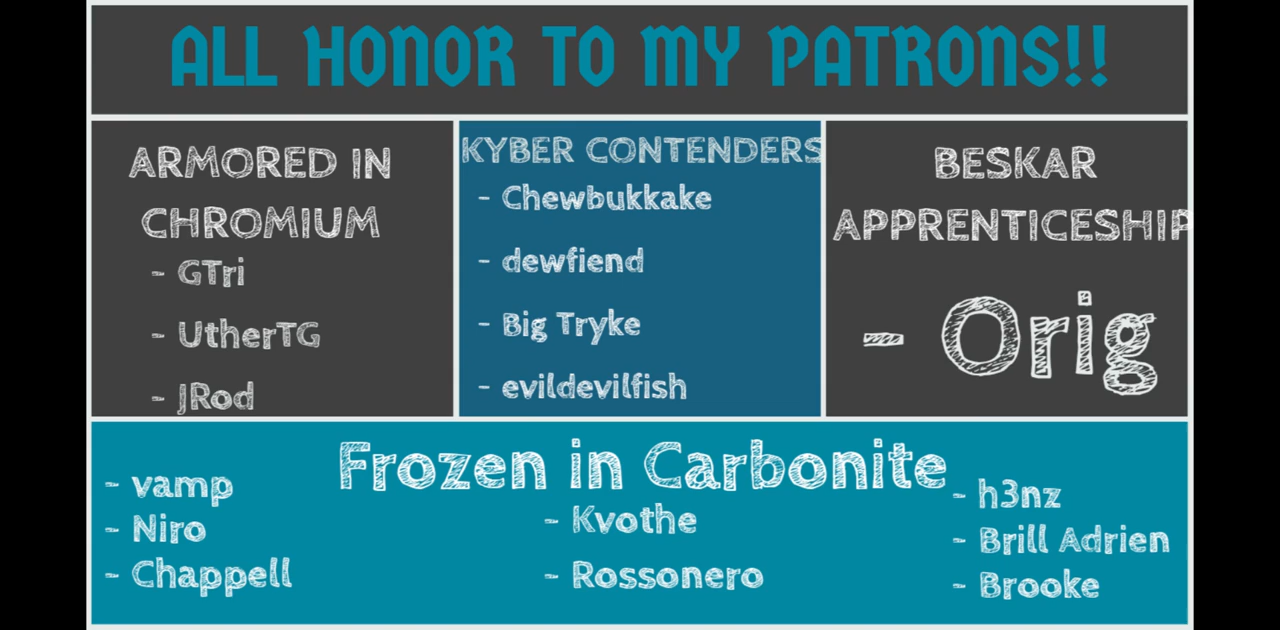 ALL HONOR TO MY PATRONS!!
ARMORED IN
CHROMIUM
- GTri
- UtherTG
- JRod
KYBER CONTENDERS
- Chewbukkake
- dewfiend
- Big Tryke
- evildevilfish
BESKAR
APPRENTICESHIP
- Orig
Frozen in Carbonite
- vamp
- Niro
- Chappell
- Kvothe
- Rossonero
- h3nz
- Brill Adrien
- Brooke